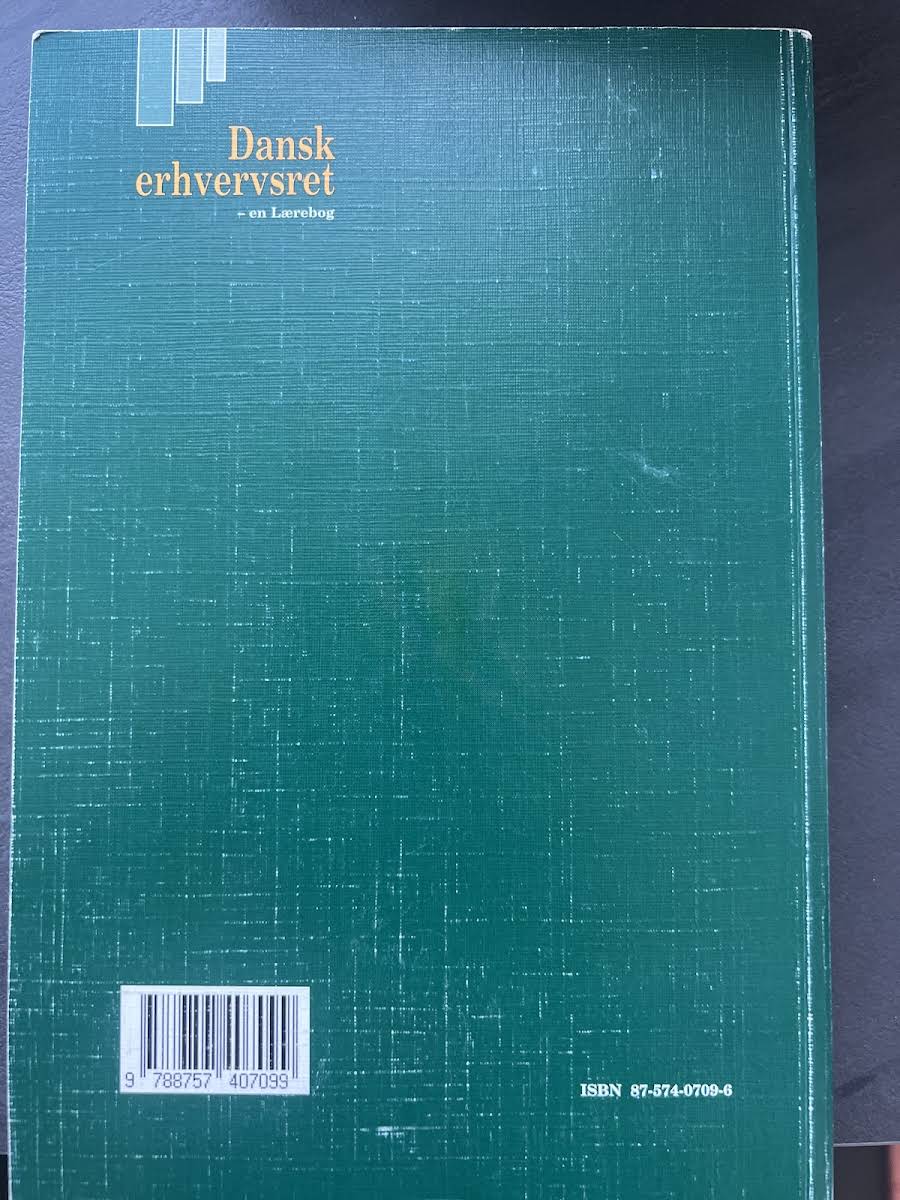 Dansk
erhvervsret
– en Lærebog
9 788757 407099
ISBN 87-574-0709-6